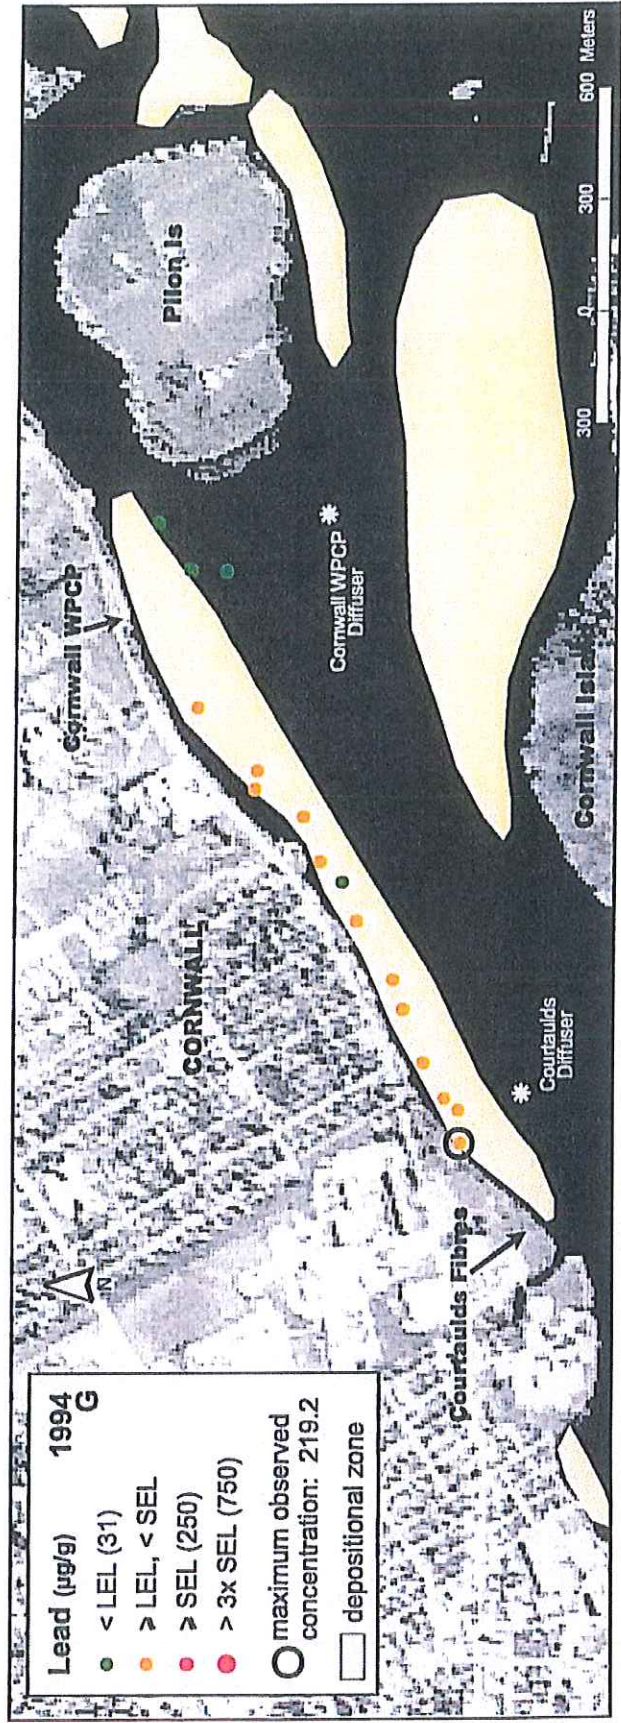 Lead (µg/g) 1994
G
< LEL (31)
⩾ LEL, < SEL
⩾ SEL (250)
> 3x SEL (750)
maximum observed
concentration: 219.2
depositional zone
N
CORNWALL
Cornwall WPCP
Pilon Is
Courtaulds Fibres
Courtaulds
Diffuser
Cornwall WPCP
Diffuser
Cornwall Islan
300 0 300 600 Meters